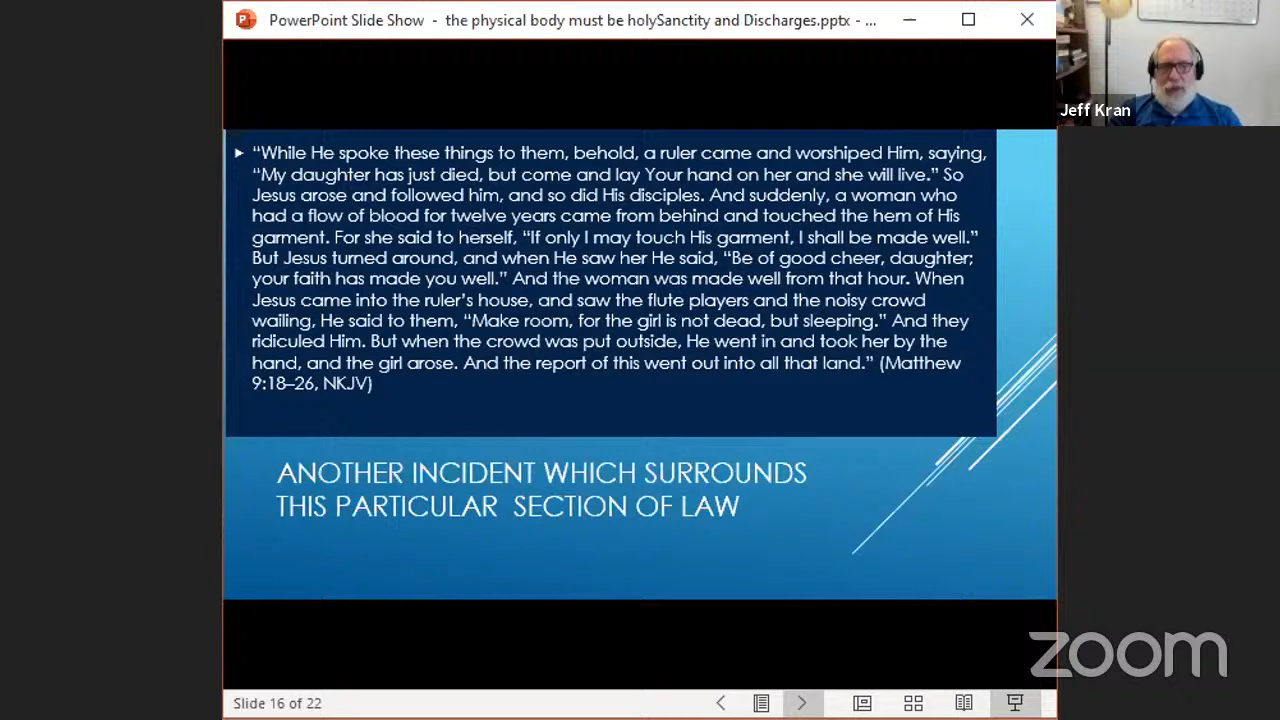 PowerPoint Slide Show - the physical body must be holySanctity and Discharges.pptx - ...
Jeff Kran
“While He spoke these things to them, behold, a ruler came and worshiped Him, saying,
“My daughter has just died, but come and lay Your hand on her and she will live.” So
Jesus arose and followed him, and so did His disciples. And suddenly, a woman who
had a flow of blood for twelve years came from behind and touched the hem of His
garment. For she said to herself, “If only I may touch His garment, I shall be made well.”
But Jesus turned around, and when He saw her He said, “Be of good cheer, daughter;
your faith has made you well.” And the woman was made well from that hour. When
Jesus came into the ruler’s house, and saw the flute players and the noisy crowd
wailing, He said to them, “Make room, for the girl is not dead, but sleeping.” And they
ridiculed Him. But when the crowd was put outside, He went in and took her by the
hand, and the girl arose. And the report of this went out into all that land.” (Matthew
9:18–26, NKJV)
ANOTHER INCIDENT WHICH SURROUNDS
THIS PARTICULAR SECTION OF LAW
zoom
Slide 16 of 22